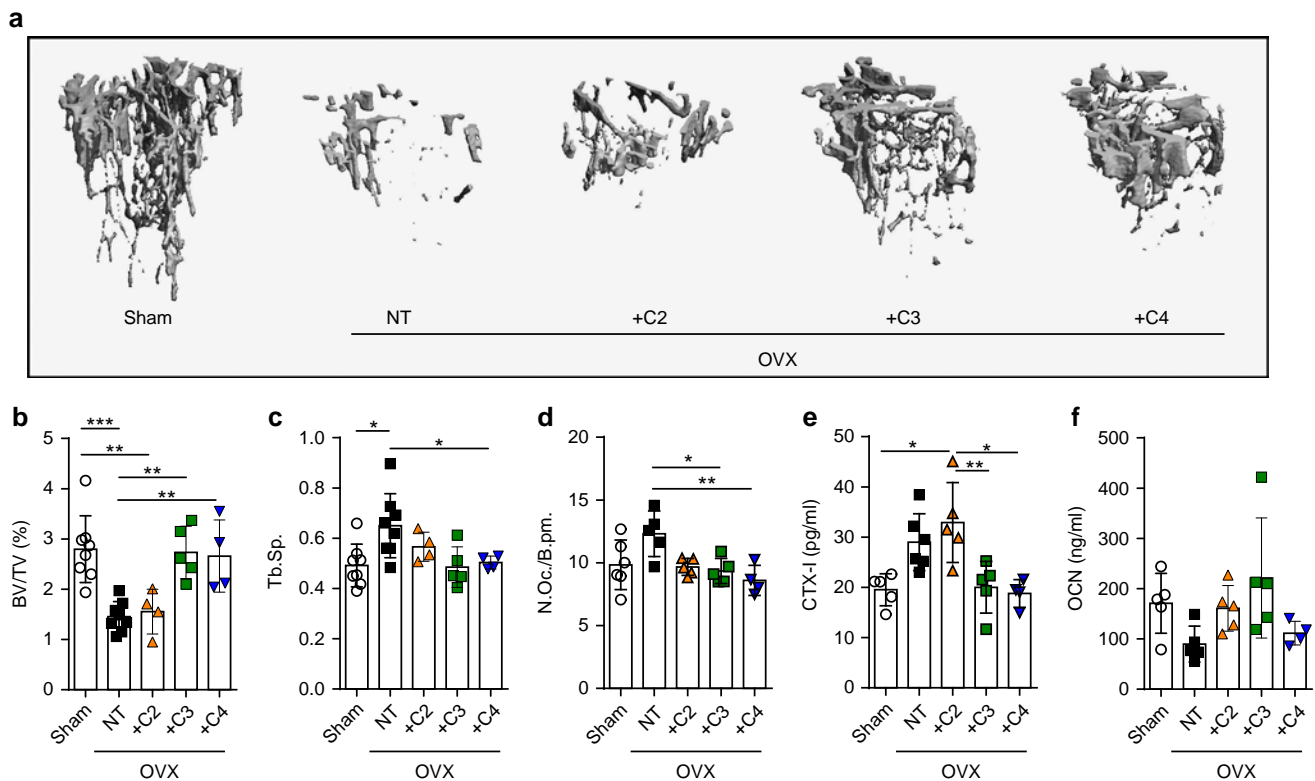 a
Sham NT +C2 +C3 +C4
OVX
b
***
**
**
**
BV/TV (%)
5
4
3
2
1
0
Sham NT +C2 +C3 +C4
OVX
c
*
*
Tb.Sp.
1.0
0.8
0.6
0.4
0.2
0.0
Sham NT +C2 +C3 +C4
OVX
d
*
**
N.Oc./B.pm.
20
15
10
5
0
Sham NT +C2 +C3 +C4
OVX
e
*
*
**
CTX-I (pg/ml)
50
40
30
20
10
0
Sham NT +C2 +C3 +C4
OVX
f
OCN (ng/ml)
500
400
300
200
100
0
Sham NT +C2 +C3 +C4
OVX